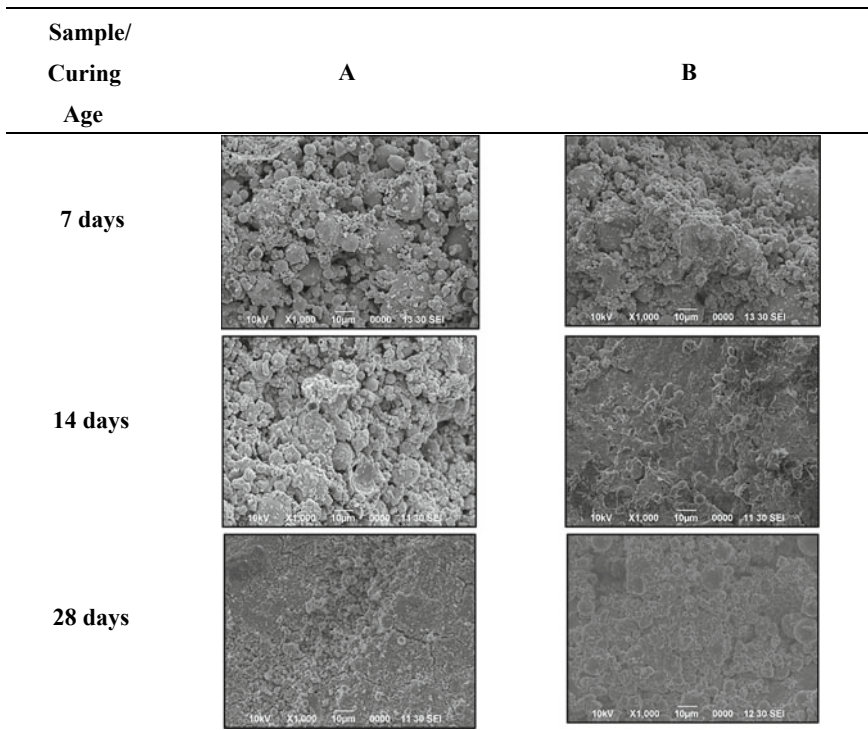 Sample/
Curing
Age
A
B
7 days
10kV X1,000 10µm 0000 13 30 SEI
10kV X1,000 10µm 0000 13 30 SEI
14 days
10kV X1,000 10µm 0000 11 30 SEI
10kV X1,000 10µm 0000 11 30 SEI
28 days
10kV X1,000 10µm 0000 11 30 SEI
10kV X1,000 10µm 0000 12 30 SEI